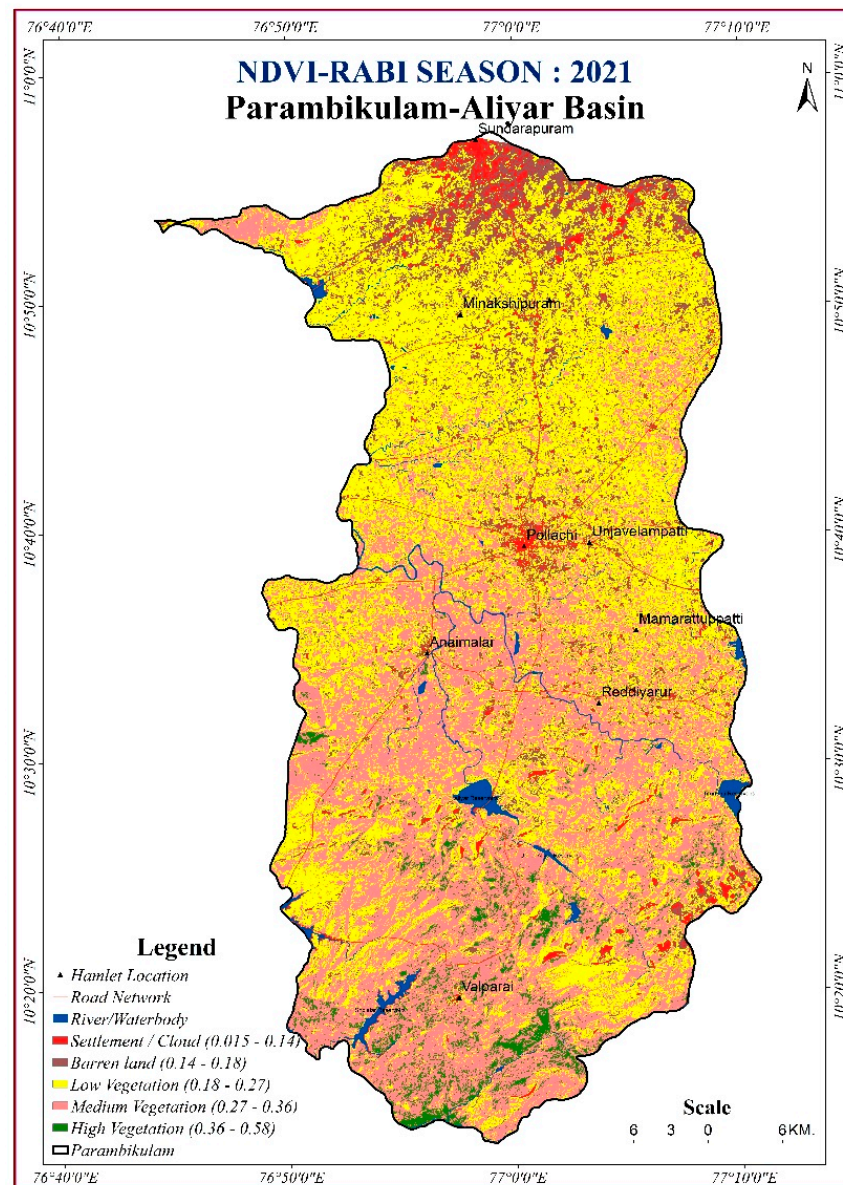 76°40'0"E 76°50'0"E 77°0'0"E 77°10'0"E
11°0'0"N
11°0'0"N
NDVI-RABI SEASON : 2021
N
Parambikulam-Aliyar Basin
Sundarapuram
10°50'0"N
10°50'0"N
Minakshipuram
10°40'0"N
10°40'0"N
Pollachi
Unjavelampatti
Mamarattuppatti
Anaimalai
Reddiyarur
10°30'0"N
10°30'0"N
10°20'0"N
10°20'0"N
Valparai
Legend
Hamlet Location
Road Network
River/Waterbody
Settlement / Cloud (0.015 - 0.14)
Barren land (0.14 - 0.18)
Low Vegetation (0.18 - 0.27)
Medium Vegetation (0.27 - 0.36)
High Vegetation (0.36 - 0.58)
Parambikulam
Scale
6 3 0 6 KM.
76°40'0"E 76°50'0"E 77°0'0"E 77°10'0"E